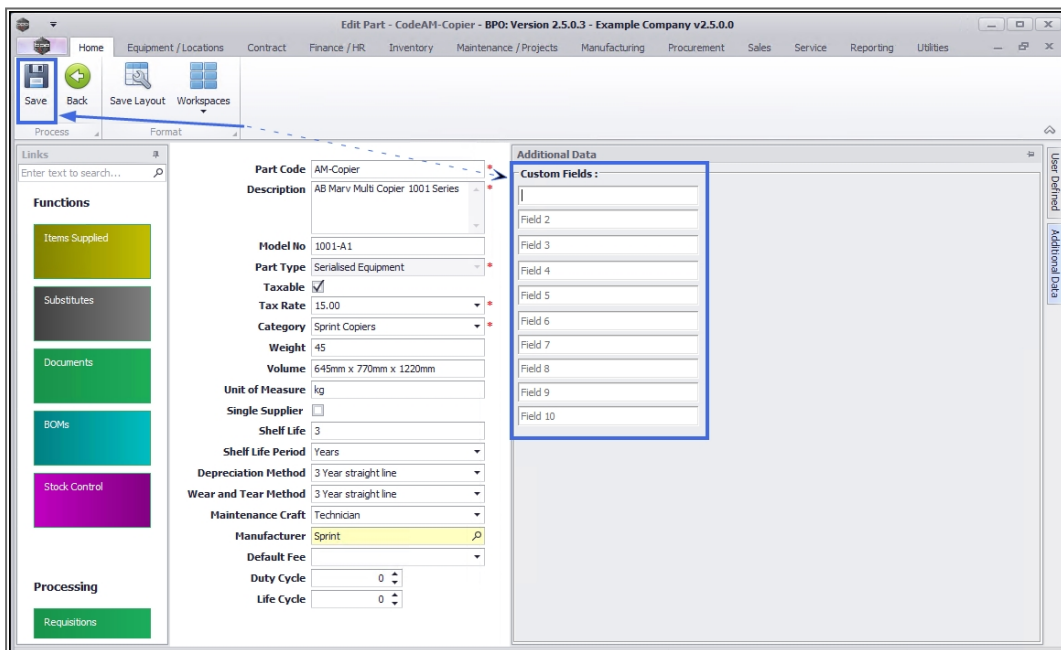 Edit Part - CodeAM-Copier - BPO: Version 2.5.0.3 - Example Company v2.5.0.0
Home Equipment / Locations Contract Finance / HR Inventory Maintenance / Projects Manufacturing Procurement Sales Service Reporting Utilities
Save Back Save Layout Workspaces
Process Format
Links
Enter text to search...
Functions
Items Supplied
Substitutes
Documents
BOMs
Stock Control
Processing
Requisitions
Part Code AM-Copier *
Description AB Marv Multi Copier 1001 Series *
Model No 1001-A1
Part Type Serialised Equipment *
Taxable
Tax Rate 15.00 *
Category Sprint Copiers *
Weight 45
Volume 645mm x 770mm x 1220mm
Unit of Measure kg
Single Supplier
Shelf Life 3
Shelf Life Period Years
Depreciation Method 3 Year straight line
Wear and Tear Method 3 Year straight line
Maintenance Craft Technician
Manufacturer Sprint
Default Fee
Duty Cycle 0
Life Cycle 0
Additional Data
Custom Fields :
Field 2
Field 3
Field 4
Field 5
Field 6
Field 7
Field 8
Field 9
Field 10
User Defined
Additional Data